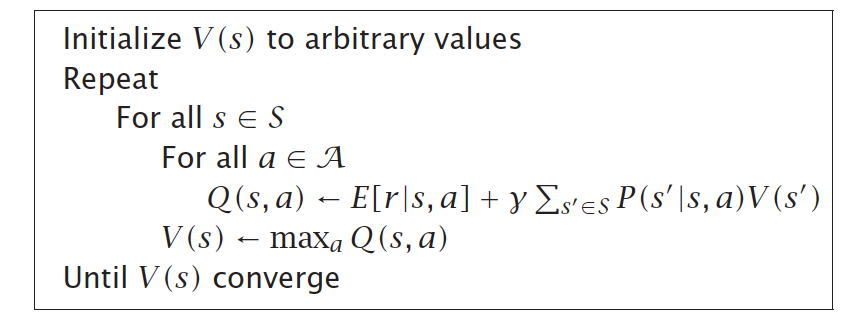 Initialize V(s) to arbitrary values
Repeat
For all s ∈ S
For all a ∈ A
Q(s, a) ← E[r|s, a] + γ ∑s′∈S P(s′|s, a)V(s′)
V(s) ← maxa Q(s, a)
Until V(s) converge